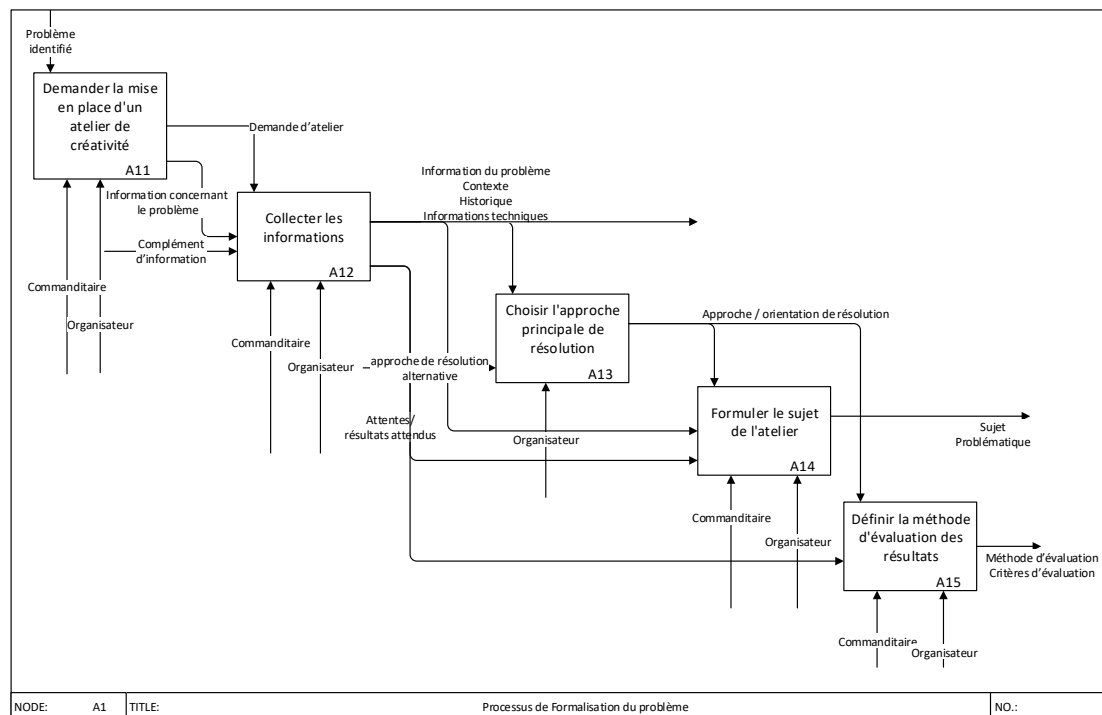 Problème
identifié
Demander la mise
en place d'un
atelier de
créativité
A11
Demande d'atelier
Information concernant
le problème
Complément
d'information
Commanditaire
Organisateur
Collecter les
informations
A12
Information du problème
Contexte
Historique
Informations techniques
Commanditaire
Organisateur
Choisir l'approche
principale de
résolution
A13
Approche / orientation de résolution
approche de résolution
alternative
Attentes/
résultats attendus
Organisateur
Formuler le sujet
de l'atelier
A14
Sujet
Problématique
Commanditaire
Organisateur
Définir la méthode
d'évaluation des
résultats
A15
Méthode d'évaluation
Critères d'évaluation
Commanditaire
Organisateur
NODE: A1 TITLE: Processus de Formalisation du problème NO.: